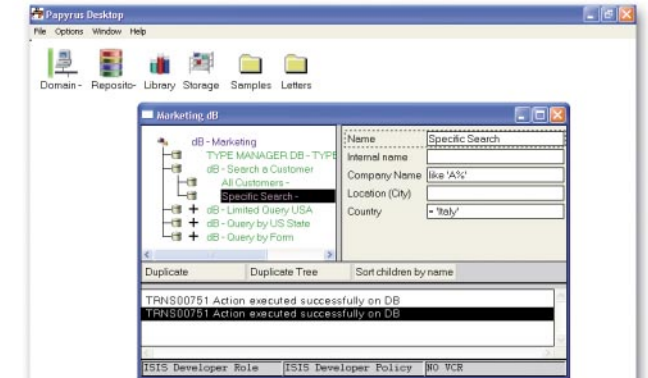 Papyrus Desktop
File Options Window Help
Domain- Reposito- Library Storage Samples Letters
Marketing dB
dB - Marketing
TYPE MANAGER DB - TYPE
dB - Search a Customer
All Customers -
Specific Search -
+ dB - Limited Query USA
+ dB - Query by US State
+ dB - Query by Form
Name Specific Search
Internal name
Company Name like 'A%'
Location (City)
Country = 'Italy'
Duplicate Duplicate Tree Sort children by name
TRNS00751 Action executed successfully on DB
TRNS00751 Action executed successfully on DB
ISIS Developer Role ISIS Developer Policy NO VCR